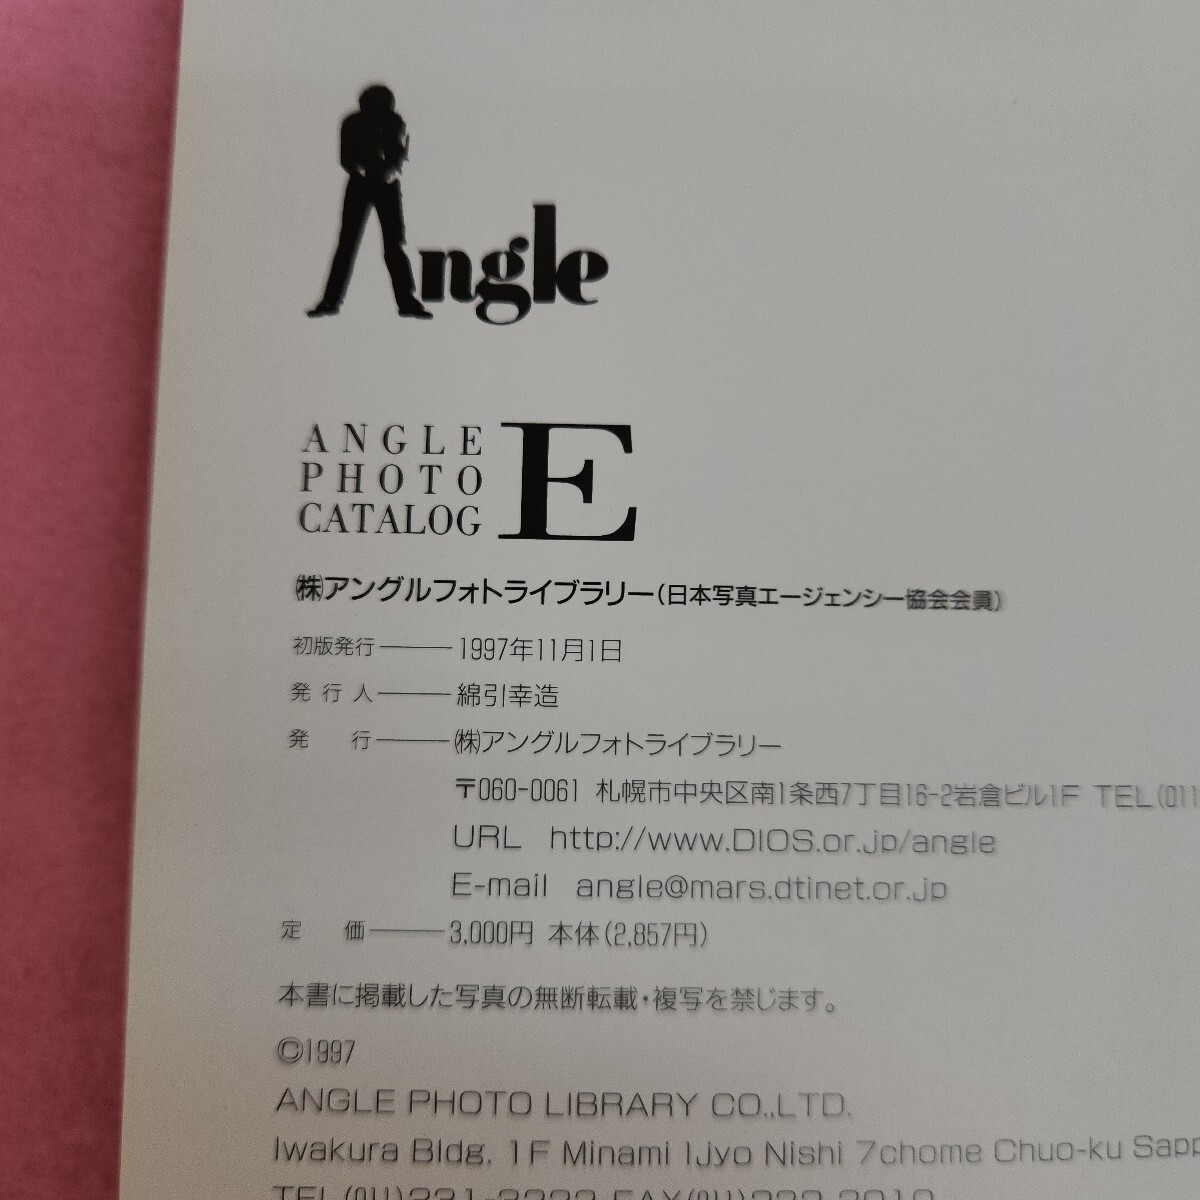 Angle
ANGLE
PHOTO
CATALOG
E
㈱アングルフォトライブラリー(日本写真エージェンシー協会会員)
初版発行――1997年11月1日
発行人――綿引幸造
発 行――㈱アングルフォトライブラリー
〒060-0061 札幌市中央区南1条西7丁目16-2岩倉ビル1F TEL(011
URL http://www.DIOS.or.jp/angle
E-mail angle@mars.dtinet.or.jp
定 価――3,000円 本体(2,857円)
本書に掲載した写真の無断転載・複写を禁じます。
©1997
ANGLE PHOTO LIBRARY CO.,LTD.
Iwakura Bldg. 1F Minami 1Jyo Nishi 7chome Chuo-ku Sapp
TEL(011)